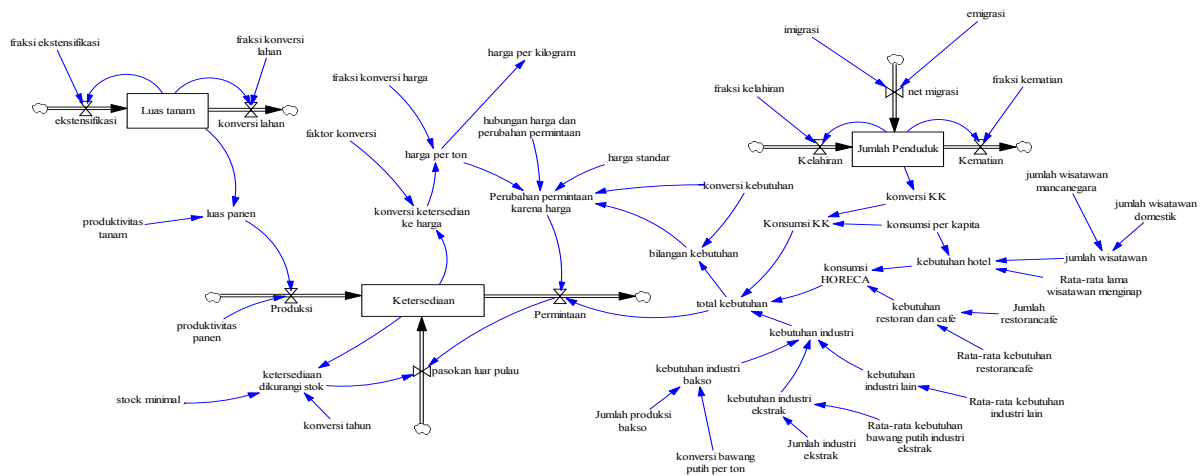 fraksi ekstensifikasi
fraksi konversi
lahan
ekstensifikasi
Luas tanam
konversi lahan
harga per kilogram
fraksi konversi harga
faktor konversi
hubungan harga dan
perubahan permintaan
harga per ton
harga standar
Perubahan permintaan
karena harga
konversi ketersedian
ke harga
produktivitas
tanam
luas panen
imigrasi
emigrasi
net migrasi
fraksi kelahiran
fraksi kematian
Kelahiran
Jumlah Penduduk
Kematian
konversi kebutuhan
konversi KK
jumlah wisatawan
mancanegara
jumlah wisatawan
domestik
Konsumsi KK
konsumsi per kapita
bilangan kebutuhan
kebutuhan hotel
jumlah wisatawan
konsumsi
HORECA
Rata-rata lama
wisatawan menginap
Produksi
Ketersediaan
Permintaan
total kebutuhan
kebutuhan
restoran dan cafe
Jumlah
restorancafe
produktivitas
panen
kebutuhan industri
Rata-rata kebutuhan
restorancafe
ketersediaan
dikurangi stok
pasokan luar pulau
kebutuhan industri
bakso
kebutuhan
industri lain
stock minimal
konversi tahun
Jumlah produksi
bakso
kebutuhan industri
ekstrak
Rata-rata kebutuhan
industri lain
konversi bawang
putih per ton
Jumlah industri
ekstrak
Rata-rata kebutuhan
bawang putih industri
ekstrak